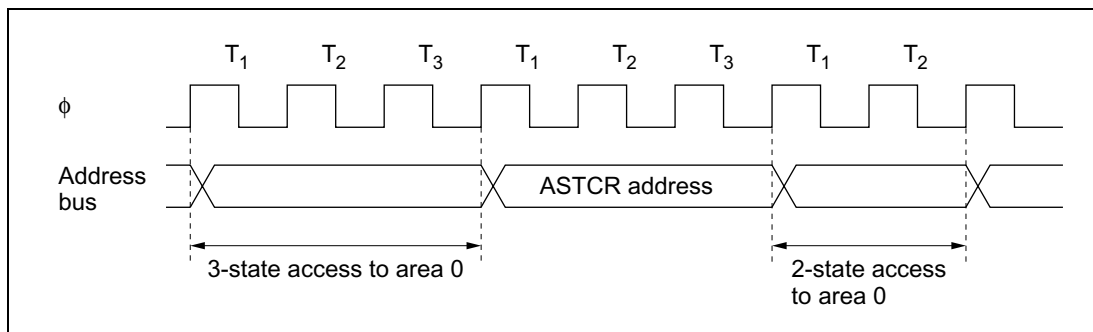 T₁ T₂ T₃ T₁ T₂ T₃ T₁ T₂
ϕ
Address
bus
ASTCR address
3-state access to area 0
2-state access
to area 0